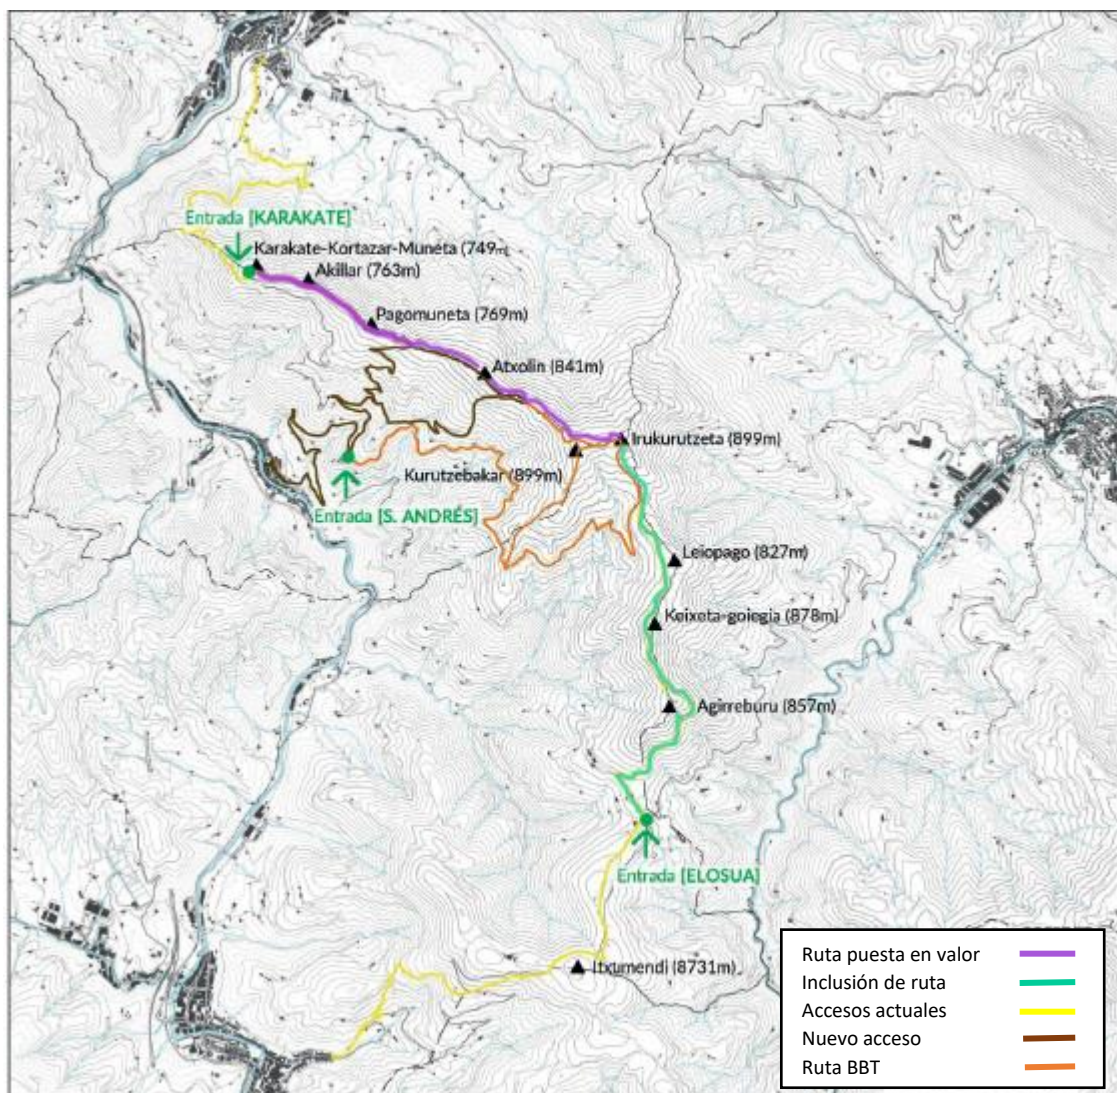 Entrada [KARAKATE]
Karakate-Kortazar-Muneta (749m)
Akillar (763m)
Pagomuneta (769m)
Atxolin (841m)
Irukurutzeta (899m)
Kurutzebakar (899m)
Entrada [S. ANDRÉS]
Leiopago (827m)
Keixeta-goiegia (878m)
Agirreburu (857m)
Entrada [ELOSUA]
Itxumendi (8731m)
Ruta puesta en valor
Inclusión de ruta
Accesos actuales
Nuevo acceso
Ruta BBT